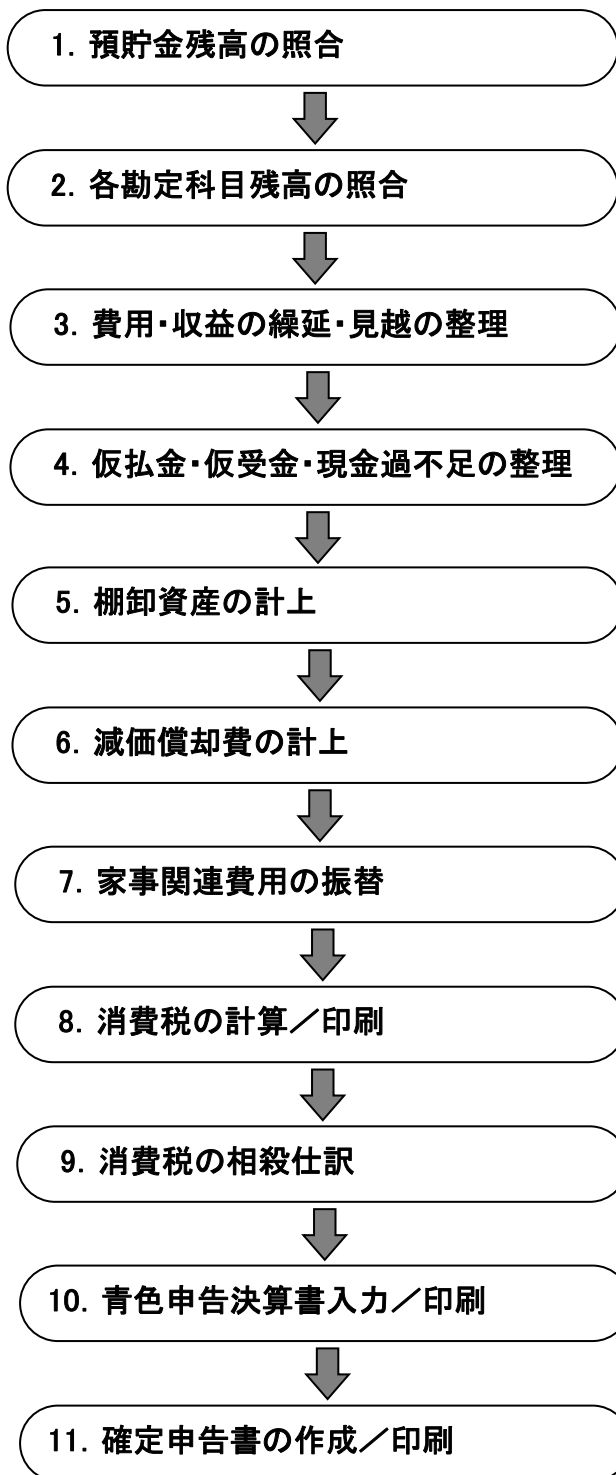 1. 預貯金残高の照合
2. 各勘定科目残高の照合
3. 費用・収益の繰延・見越の整理
4. 仮払金・仮受金・現金過不足の整理
5. 棚卸資産の計上
6. 減価償却費の計上
7. 家事関連費用の振替
8. 消費税の計算／印刷
9. 消費税の相殺仕訳
10. 青色申告決算書入力／印刷
11. 確定申告書の作成／印刷